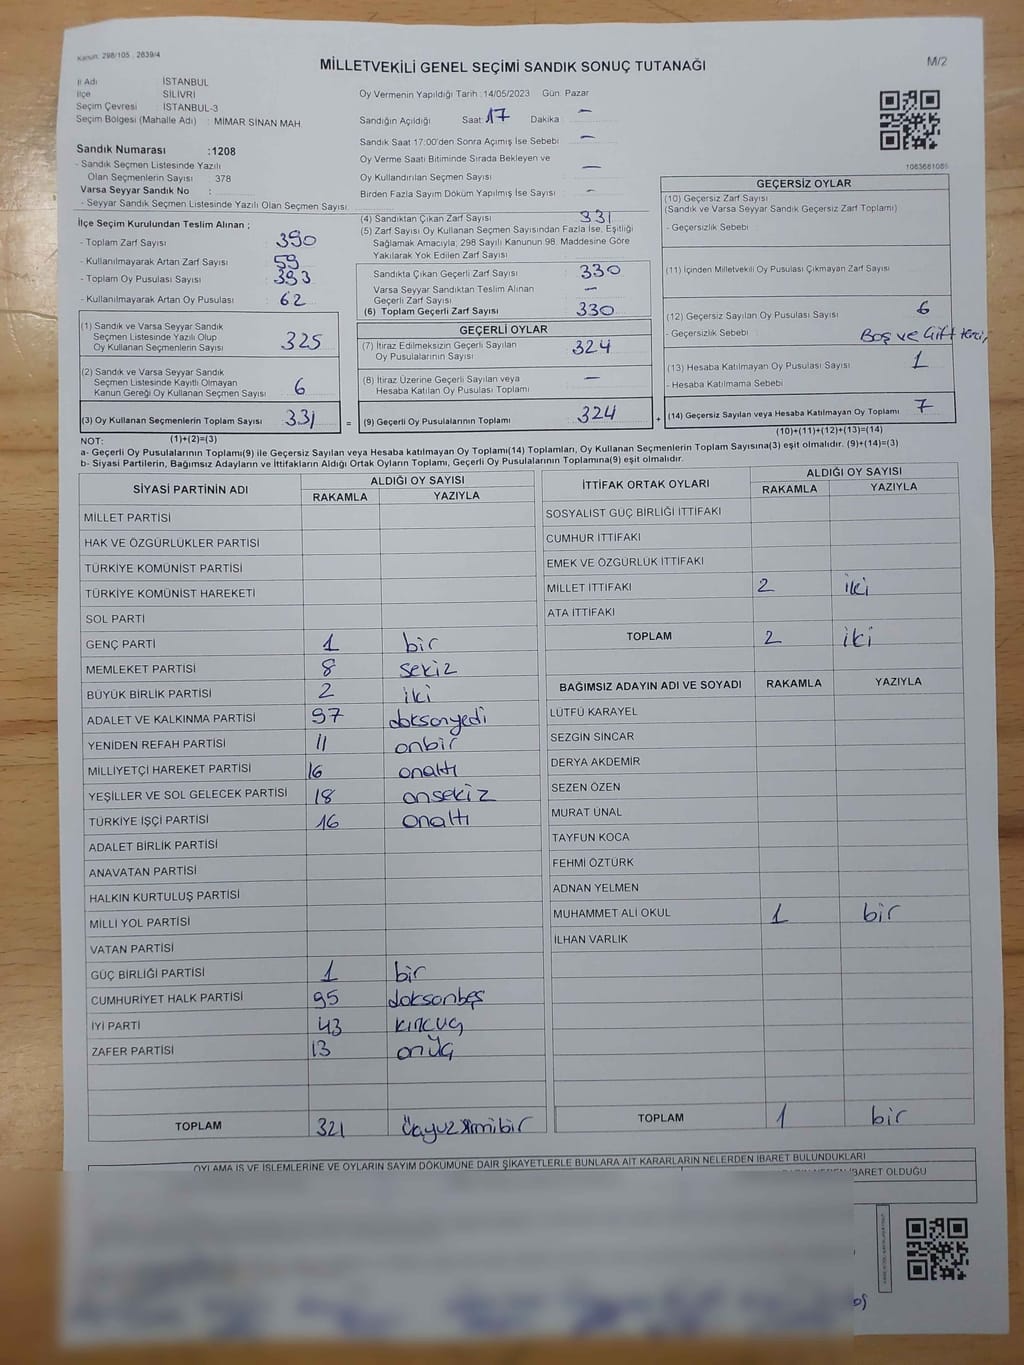 Kanun: 298/105 . 2839/4
MİLLETVEKİLİ GENEL SEÇİMİ SANDIK SONUÇ TUTANAĞI
M/2
İl Adı : İSTANBUL
İlçe : SİLİVRİ
Seçim Çevresi : İSTANBUL-3
Seçim Bölgesi (Mahalle Adı) : MİMAR SİNAN MAH.
Sandık Numarası :1208
- Sandık Seçmen Listesinde Yazılı
Olan Seçmenlerin Sayısı : 378
Varsa Seyyar Sandık No :
- Seyyar Sandık Seçmen Listesinde Yazılı Olan Seçmen Sayısı:
Oy Vermenin Yapıldığı Tarih :14/05/2023 Gün: Pazar
Sandığın Açıldığı Saat: 17 Dakika : —
Sandık Saat 17:00'den Sonra Açılmış İse Sebebi : —
Oy Verme Saati Bitiminde Sırada Bekleyen ve
Oy Kullandırılan Seçmen Sayısı : —
Birden Fazla Sayım Döküm Yapılmış İse Sayısı : —
1063681085
İlçe Seçim Kurulundan Teslim Alınan ;
- Toplam Zarf Sayısı : 390
- Kullanılmayarak Artan Zarf Sayısı : 59
- Toplam Oy Pusulası Sayısı : 393
- Kullanılmayarak Artan Oy Pusulası : 62
(1) Sandık ve Varsa Seyyar Sandık
Seçmen Listesinde Yazılı Olup
Oy Kullanan Seçmenlerin Sayısı : 325
(2) Sandık ve Varsa Seyyar Sandık
Seçmen Listesinde Kayıtlı Olmayan
Kanun Gereği Oy Kullanan Seçmen Sayısı : 6
(3) Oy Kullanan Seçmenlerin Toplam Sayısı : 331
(4) Sandıktan Çıkan Zarf Sayısı : 331
(5) Zarf Sayısı Oy Kullanan Seçmen Sayısından Fazla İse, Eşitliği
Sağlamak Amacıyla; 298 Sayılı Kanunun 98. Maddesine Göre
Yakılarak Yok Edilen Zarf Sayısı :
Sandıkta Çıkan Geçerli Zarf Sayısı : 330
Varsa Seyyar Sandıktan Teslim Alınan
Geçerli Zarf Sayısı : —
(6) Toplam Geçerli Zarf Sayısı : 330
GEÇERLİ OYLAR
(7) İtiraz Edilmeksizin Geçerli Sayılan
Oy Pusulalarının Sayısı : 324
(8) İtiraz Üzerine Geçerli Sayılan veya
Hesaba Katılan Oy Pusulası Toplamı : —
= (9) Geçerli Oy Pusulalarının Toplamı : 324 +
GEÇERSİZ OYLAR
(10) Geçersiz Zarf Sayısı :
(Sandık ve Varsa Seyyar Sandık Geçersiz Zarf Toplamı)
- Geçersizlik Sebebi :
(11) İçinden Milletvekili Oy Pusulası Çıkmayan Zarf Sayısı :
(12) Geçersiz Sayılan Oy Pusulası Sayısı : 6
- Geçersizlik Sebebi : Boş ve Çift
(13) Hesaba Katılmayan Oy Pusulası Sayısı : 1
- Hesaba Katılmama Sebebi :
(14) Geçersiz Sayılan veya Hesaba Katılmayan Oy Toplamı : 7
NOT: (1)+(2)=(3)
(10)+(11)+(12)+(13)=(14)
a- Geçerli Oy Pusulaları Toplamı(9) ile Geçersiz Sayılan veya Hesaba katılmayan Oy Toplamı(14) Toplamları, Oy Kullanan Seçmenlerin Toplam Sayısına(3) eşit olmalıdır. (9)+(14)=(3)
b- Siyasi Partilerin, Bağımsız Adayların ve İttifakların Aldığı Ortak Oyların Toplamı, Geçerli Oy Pusulalarının Toplamına(9) eşit olmalıdır.
SİYASİ PARTİNİN ADI ALDIĞI OY SAYISI
RAKAMLA YAZIYLA
MİLLET PARTİSİ
HAK VE ÖZGÜRLÜKLER PARTİSİ
TÜRKİYE KOMÜNİST PARTİSİ
TÜRKİYE KOMÜNİST HAREKETİ
SOL PARTİ
GENÇ PARTİ 1 bir
MEMLEKET PARTİSİ 8 sekiz
BÜYÜK BİRLİK PARTİSİ 2 iki
ADALET VE KALKINMA PARTİSİ 97 doksanyedi
YENİDEN REFAH PARTİSİ 11 onbir
MİLLİYETÇİ HAREKET PARTİSİ 16 onaltı
YEŞİLLER VE SOL GELECEK PARTİSİ 18 onsekiz
TÜRKİYE İŞÇİ PARTİSİ 16 onaltı
ADALET BİRLİK PARTİSİ
ANAVATAN PARTİSİ
HALKIN KURTULUŞ PARTİSİ
MİLLİ YOL PARTİSİ
VATAN PARTİSİ
GÜÇ BİRLİĞİ PARTİSİ 1 bir
CUMHURİYET HALK PARTİSİ 95 doksanbeş
İYİ PARTİ 43 kırküç
ZAFER PARTİSİ 13 onüç
TOPLAM 321 üçyüzyirmibir
İTTİFAK ORTAK OYLARI ALDIĞI OY SAYISI
RAKAMLA YAZIYLA
SOSYALİST GÜÇ BİRLİĞİ İTTİFAKI
CUMHUR İTTİFAKI
EMEK VE ÖZGÜRLÜK İTTİFAKI
MİLLET İTTİFAKI 2 iki
ATA İTTİFAKI
TOPLAM 2 iki
BAĞIMSIZ ADAYIN ADI VE SOYADI RAKAMLA YAZIYLA
LÜTFÜ KARAYEL
SEZGİN SİNCAR
DERYA AKDEMİR
SEZEN ÖZEN
MURAT ÜNAL
TAYFUN KOCA
FEHMİ ÖZTÜRK
ADNAN YELMEN
MUHAMMET ALİ OKUL 1 bir
İLHAN VARLIK
TOPLAM 1 bir
OYLAMA İŞ VE İŞLEMLERİNE VE OYLARIN SAYIM DÖKÜMÜNE DAİR ŞİKAYETLERLE BUNLARA AİT KARARLARIN NELERDEN İBARET BULUNDUKLARI
İBARET OLDUĞU